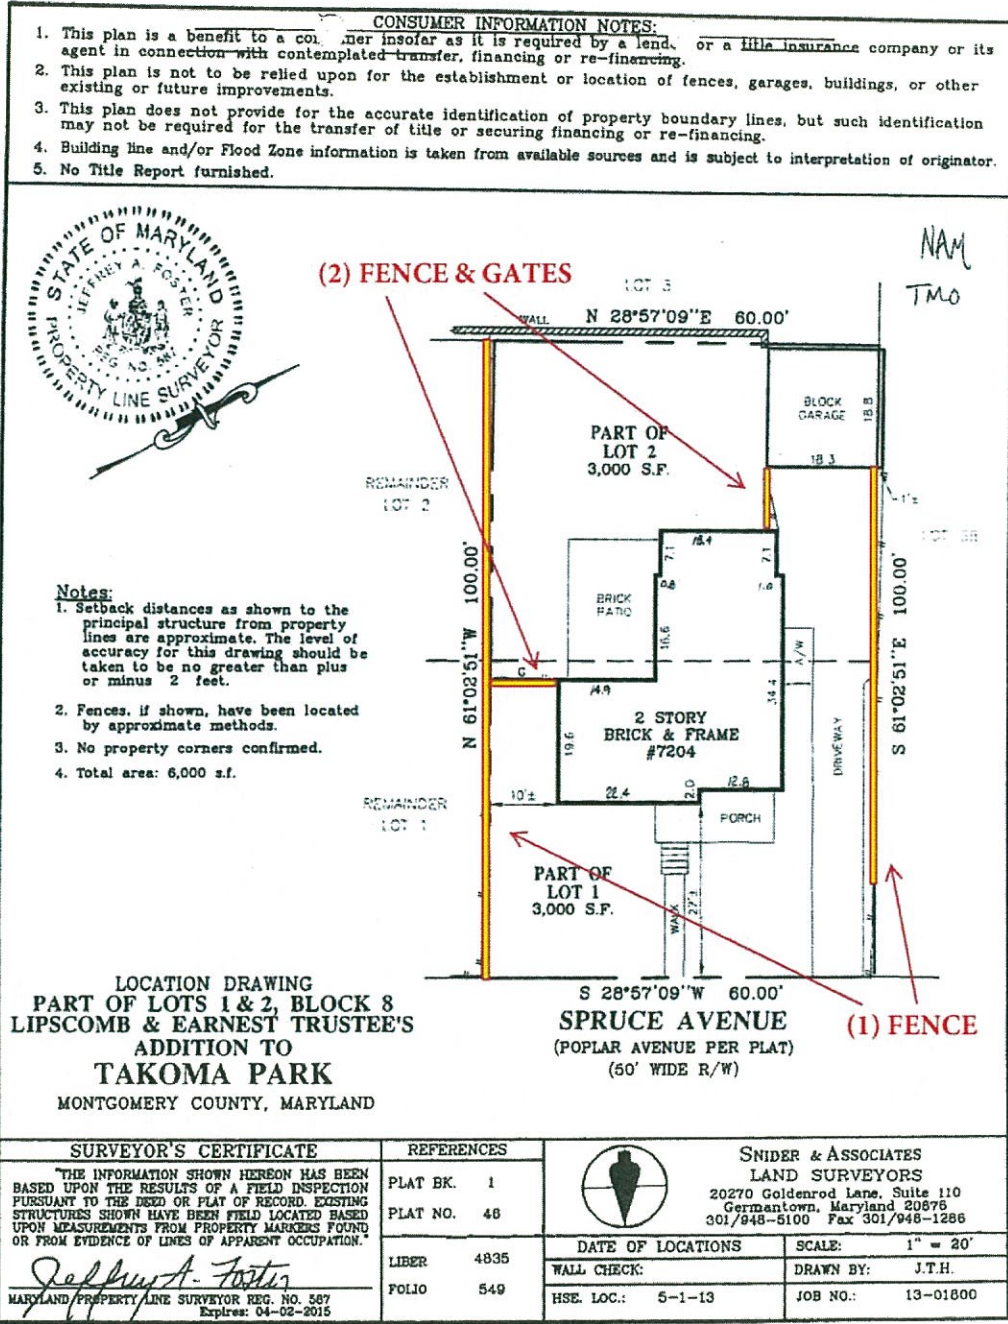 CONSUMER INFORMATION NOTES:
1. This plan is a benefit to a con mer insofar as it is required by a lend or a title insurance company or its
agent in connection with contemplated transfer, financing or re-financing.
2. This plan is not to be relied upon for the establishment or location of fences, garages, buildings, or other
existing or future improvements.
3. This plan does not provide for the accurate identification of property boundary lines, but such identification
may not be required for the transfer of title or securing financing or re-financing.
4. Building line and/or Flood Zone information is taken from available sources and is subject to interpretation of originator.
5. No Title Report furnished.
STATE OF MARYLAND
JEFFREY A. FOSTER
REG NO. 587
PROPERTY LINE SURVEYOR
NAM
TMO
(2) FENCE & GATES
LOT 3
WALL
N 28°57'09"E 60.00'
BLOCK
GARAGE
18.8
18.3
PART OF
LOT 2
3,000 S.F.
REMAINDER
LOT 2
1'±
LOT 38
N 61°02'51"W 100.00'
S 61°02'51"E 100.00'
18.4
7.1
7.1
0.8
1.6
BRICK
PATIO
16.6
A/W
G
14.9
34.4
19.6
2 STORY
BRICK & FRAME
#7204
DRIVEWAY
10'±
22.4
2.0
12.8
PORCH
REMAINDER
LOT 1
PART OF
LOT 1
3,000 S.F.
WALK
27'±
Notes:
1. Setback distances as shown to the
principal structure from property
lines are approximate. The level of
accuracy for this drawing should be
taken to be no greater than plus
or minus 2 feet.
2. Fences, if shown, have been located
by approximate methods.
3. No property corners confirmed.
4. Total area: 6,000 s.f.
S 28°57'09"W 60.00'
SPRUCE AVENUE
(POPLAR AVENUE PER PLAT)
(50' WIDE R/W)
(1) FENCE
LOCATION DRAWING
PART OF LOTS 1 & 2, BLOCK 8
LIPSCOMB & EARNEST TRUSTEE'S
ADDITION TO
TAKOMA PARK
MONTGOMERY COUNTY, MARYLAND
SURVEYOR'S CERTIFICATE
"THE INFORMATION SHOWN HEREON HAS BEEN
BASED UPON THE RESULTS OF A FIELD INSPECTION
PURSUANT TO THE DEED OR PLAT OF RECORD. EXISTING
STRUCTURES SHOWN HAVE BEEN FIELD LOCATED BASED
UPON MEASUREMENTS FROM PROPERTY MARKERS FOUND
OR FROM EVIDENCE OF LINES OF APPARENT OCCUPATION."
Jeffrey A. Foster
MARYLAND PROPERTY LINE SURVEYOR REG. NO. 587
Expires: 04-02-2015
REFERENCES
PLAT BK. 1
PLAT NO. 48
LIBER 4835
FOLIO 549
SNIDER & ASSOCIATES
LAND SURVEYORS
20270 Goldenrod Lane, Suite 110
Germantown, Maryland 20876
301/948-5100 Fax 301/948-1286
DATE OF LOCATIONS
WALL CHECK:
HSE. LOC.: 5-1-13
SCALE: 1" = 20'
DRAWN BY: J.T.H.
JOB NO.: 13-01800